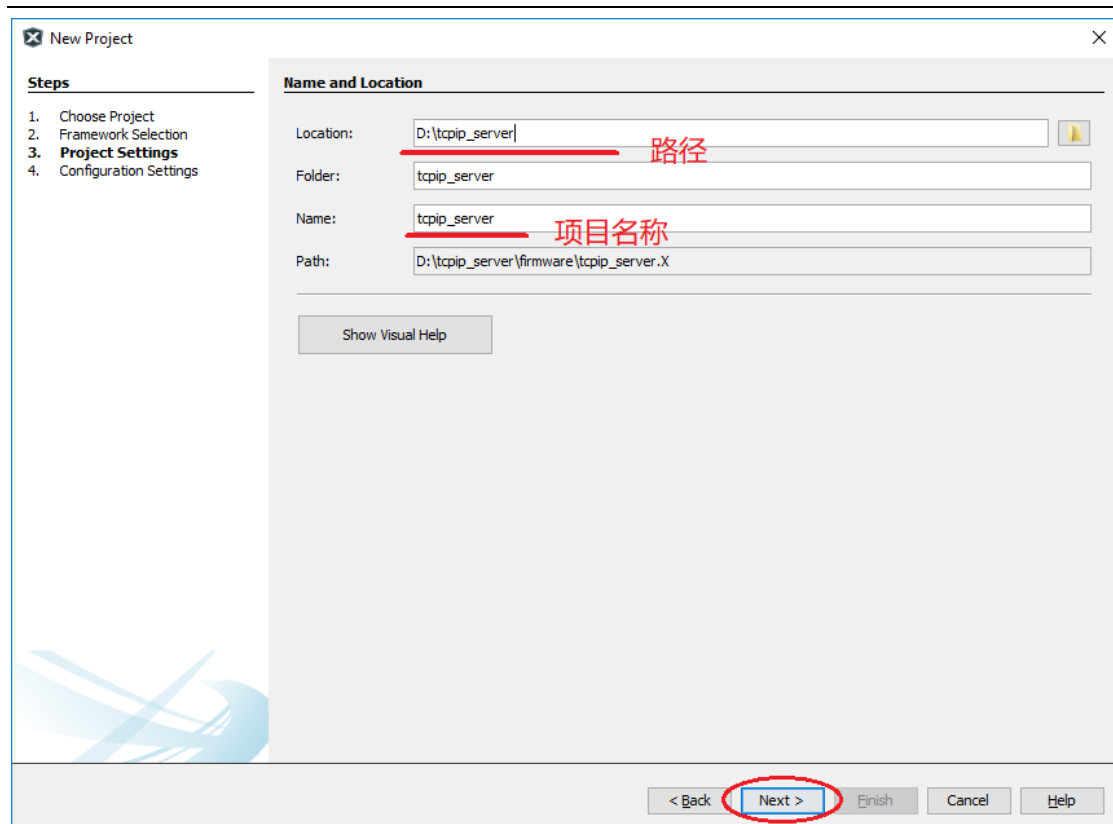 New Project
Steps
1. Choose Project
2. Framework Selection
3. Project Settings
4. Configuration Settings
Name and Location
Location: D:\tcpip_server
路径
Folder: tcpip_server
Name: tcpip_server
项目名称
Path: D:\tcpip_server\firmware\tcpip_server.X
Show Visual Help
< Back Next > Finish Cancel Help